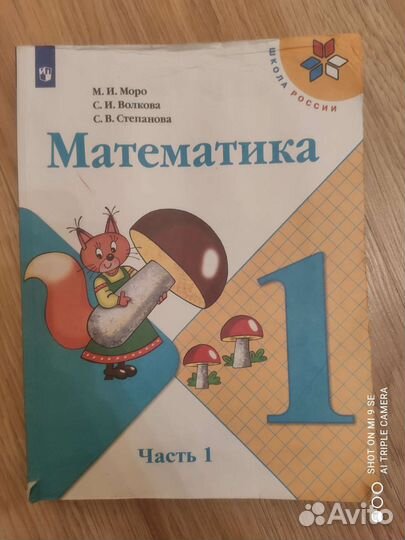 М. И. Моро
С. И. Волкова
С. В. Степанова
ШКОЛА РОССИИ
Математика
1
Часть 1
SHOT ON MI 9 SE
AI TRIPLE CAMERA
Avito